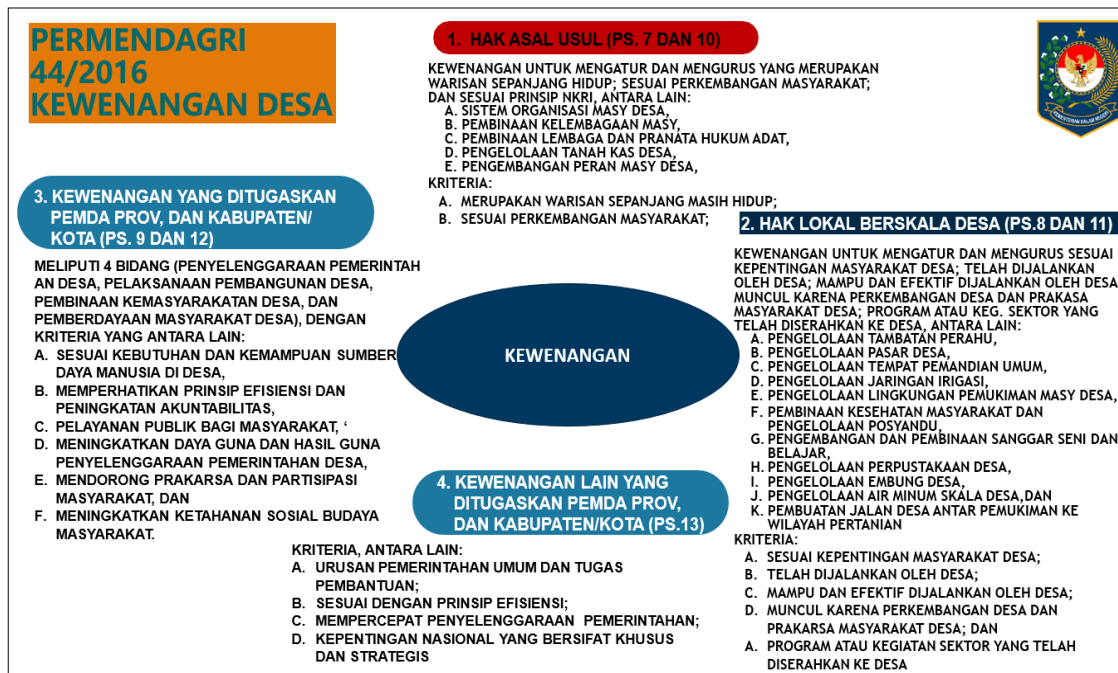 PERMENDAGRI
44/2016
KEWENANGAN DESA
1. HAK ASAL USUL (PS. 7 DAN 10)
KEWENANGAN UNTUK MENGATUR DAN MENGURUS YANG MERUPAKAN
WARISAN SEPANJANG HIDUP; SESUAI PERKEMBANGAN MASYARAKAT;
DAN SESUAI PRINSIP NKRI, ANTARA LAIN:
A. SISTEM ORGANISASI MASY DESA,
B. PEMBINAAN KELEMBAGAAN MASY,
C. PEMBINAAN LEMBAGA DAN PRANATA HUKUM ADAT,
D. PENGELOLAAN TANAH KAS DESA,
E. PENGEMBANGAN PERAN MASY DESA,
KRITERIA:
A. MERUPAKAN WARISAN SEPANJANG MASIH HIDUP;
B. SESUAI PERKEMBANGAN MASYARAKAT;
KEMENTERIAN DALAM NEGERI
2. HAK LOKAL BERSKALA DESA (PS.8 DAN 11)
KEWENANGAN UNTUK MENGATUR DAN MENGURUS SESUAI
KEPENTINGAN MASYARAKAT DESA; TELAH DIJALANKAN
OLEH DESA; MAMPU DAN EFEKTIF DIJALANKAN OLEH DESA
MUNCUL KARENA PERKEMBANGAN DESA DAN PRAKASA
MASYARAKAT DESA; PROGRAM ATAU KEG. SEKTOR YANG
TELAH DISERAHKAN KE DESA, ANTARA LAIN:
A. PENGELOLAAN TAMBATAN PERAHU,
B. PENGELOLAAN PASAR DESA,
C. PENGELOLAAN TEMPAT PEMANDIAN UMUM,
D. PENGELOLAAN JARINGAN IRIGASI,
E. PENGELOLAAN LINGKUNGAN PEMUKIMAN MASY DESA,
F. PEMBINAAN KESEHATAN MASYARAKAT DAN
PENGELOLAAN POSYANDU,
G. PENGEMBANGAN DAN PEMBINAAN SANGGAR SENI DAN
BELAJAR,
H. PENGELOLAAN PERPUSTAKAAN DESA,
I. PENGELOLAAN EMBUNG DESA,
J. PENGELOLAAN AIR MINUM SKALA DESA,DAN
K. PEMBUATAN JALAN DESA ANTAR PEMUKIMAN KE
WILAYAH PERTANIAN
KRITERIA:
A. SESUAI KEPENTINGAN MASYARAKAT DESA;
B. TELAH DIJALANKAN OLEH DESA;
C. MAMPU DAN EFEKTIF DIJALANKAN OLEH DESA;
D. MUNCUL KARENA PERKEMBANGAN DESA DAN
PRAKARSA MASYARAKAT DESA; DAN
A. PROGRAM ATAU KEGIATAN SEKTOR YANG TELAH
DISERAHKAN KE DESA
3. KEWENANGAN YANG DITUGASKAN
PEMDA PROV, DAN KABUPATEN/
KOTA (PS. 9 DAN 12)
MELIPUTI 4 BIDANG (PENYELENGGARAAN PEMERINTAH
AN DESA, PELAKSANAAN PEMBANGUNAN DESA,
PEMBINAAN KEMASYARAKATAN DESA, DAN
PEMBERDAYAAN MASYARAKAT DESA), DENGAN
KRITERIA YANG ANTARA LAIN:
A. SESUAI KEBUTUHAN DAN KEMAMPUAN SUMBER
DAYA MANUSIA DI DESA,
B. MEMPERHATIKAN PRINSIP EFISIENSI DAN
PENINGKATAN AKUNTABILITAS,
C. PELAYANAN PUBLIK BAGI MASYARAKAT, ‘
D. MENINGKATKAN DAYA GUNA DAN HASIL GUNA
PENYELENGGARAAN PEMERINTAHAN DESA,
E. MENDORONG PRAKARSA DAN PARTISIPASI
MASYARAKAT, DAN
F. MENINGKATKAN KETAHANAN SOSIAL BUDAYA
MASYARAKAT.
KEWENANGAN
4. KEWENANGAN LAIN YANG
DITUGASKAN PEMDA PROV,
DAN KABUPATEN/KOTA (PS.13)
KRITERIA, ANTARA LAIN:
A. URUSAN PEMERINTAHAN UMUM DAN TUGAS
PEMBANTUAN;
B. SESUAI DENGAN PRINSIP EFISIENSI;
C. MEMPERCEPAT PENYELENGGARAAN PEMERINTAHAN;
D. KEPENTINGAN NASIONAL YANG BERSIFAT KHUSUS
DAN STRATEGIS